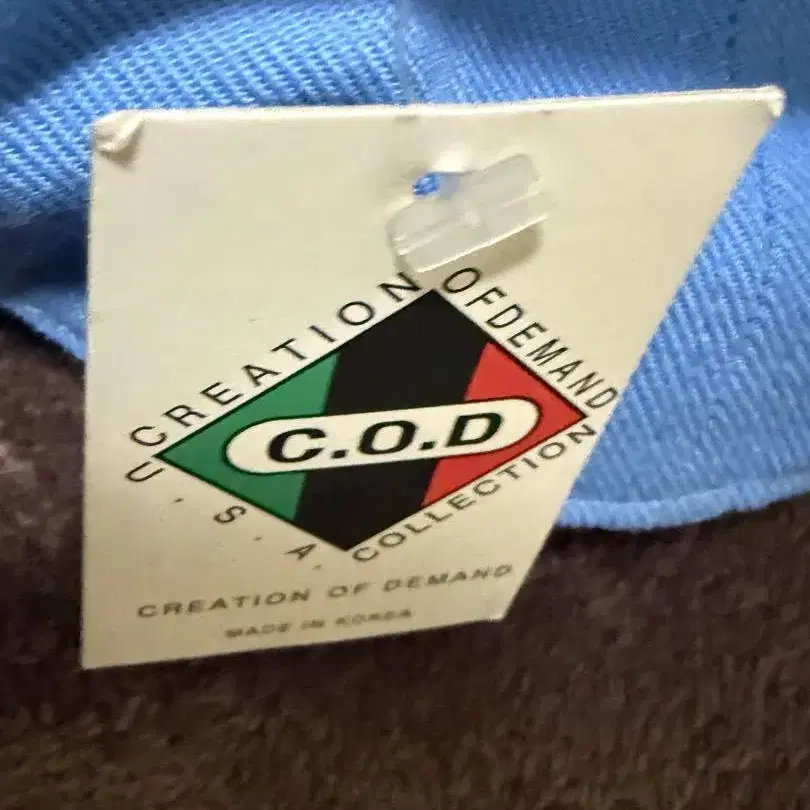 CREATION OFDEMAND
C.O.D
U.S.A. COLLECTION
CREATION OF DEMAND
MADE IN KOREA